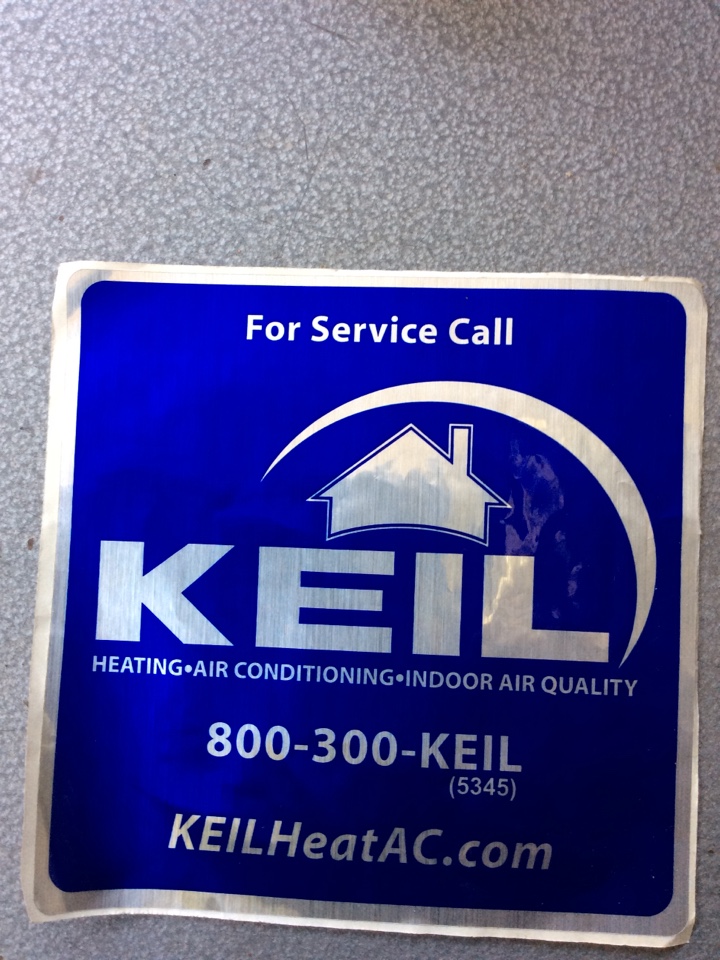 For Service Call
KEIL
HEATING•AIR CONDITIONING•INDOOR AIR QUALITY
800-300-KEIL
(5345)
KEILHeatAC.com